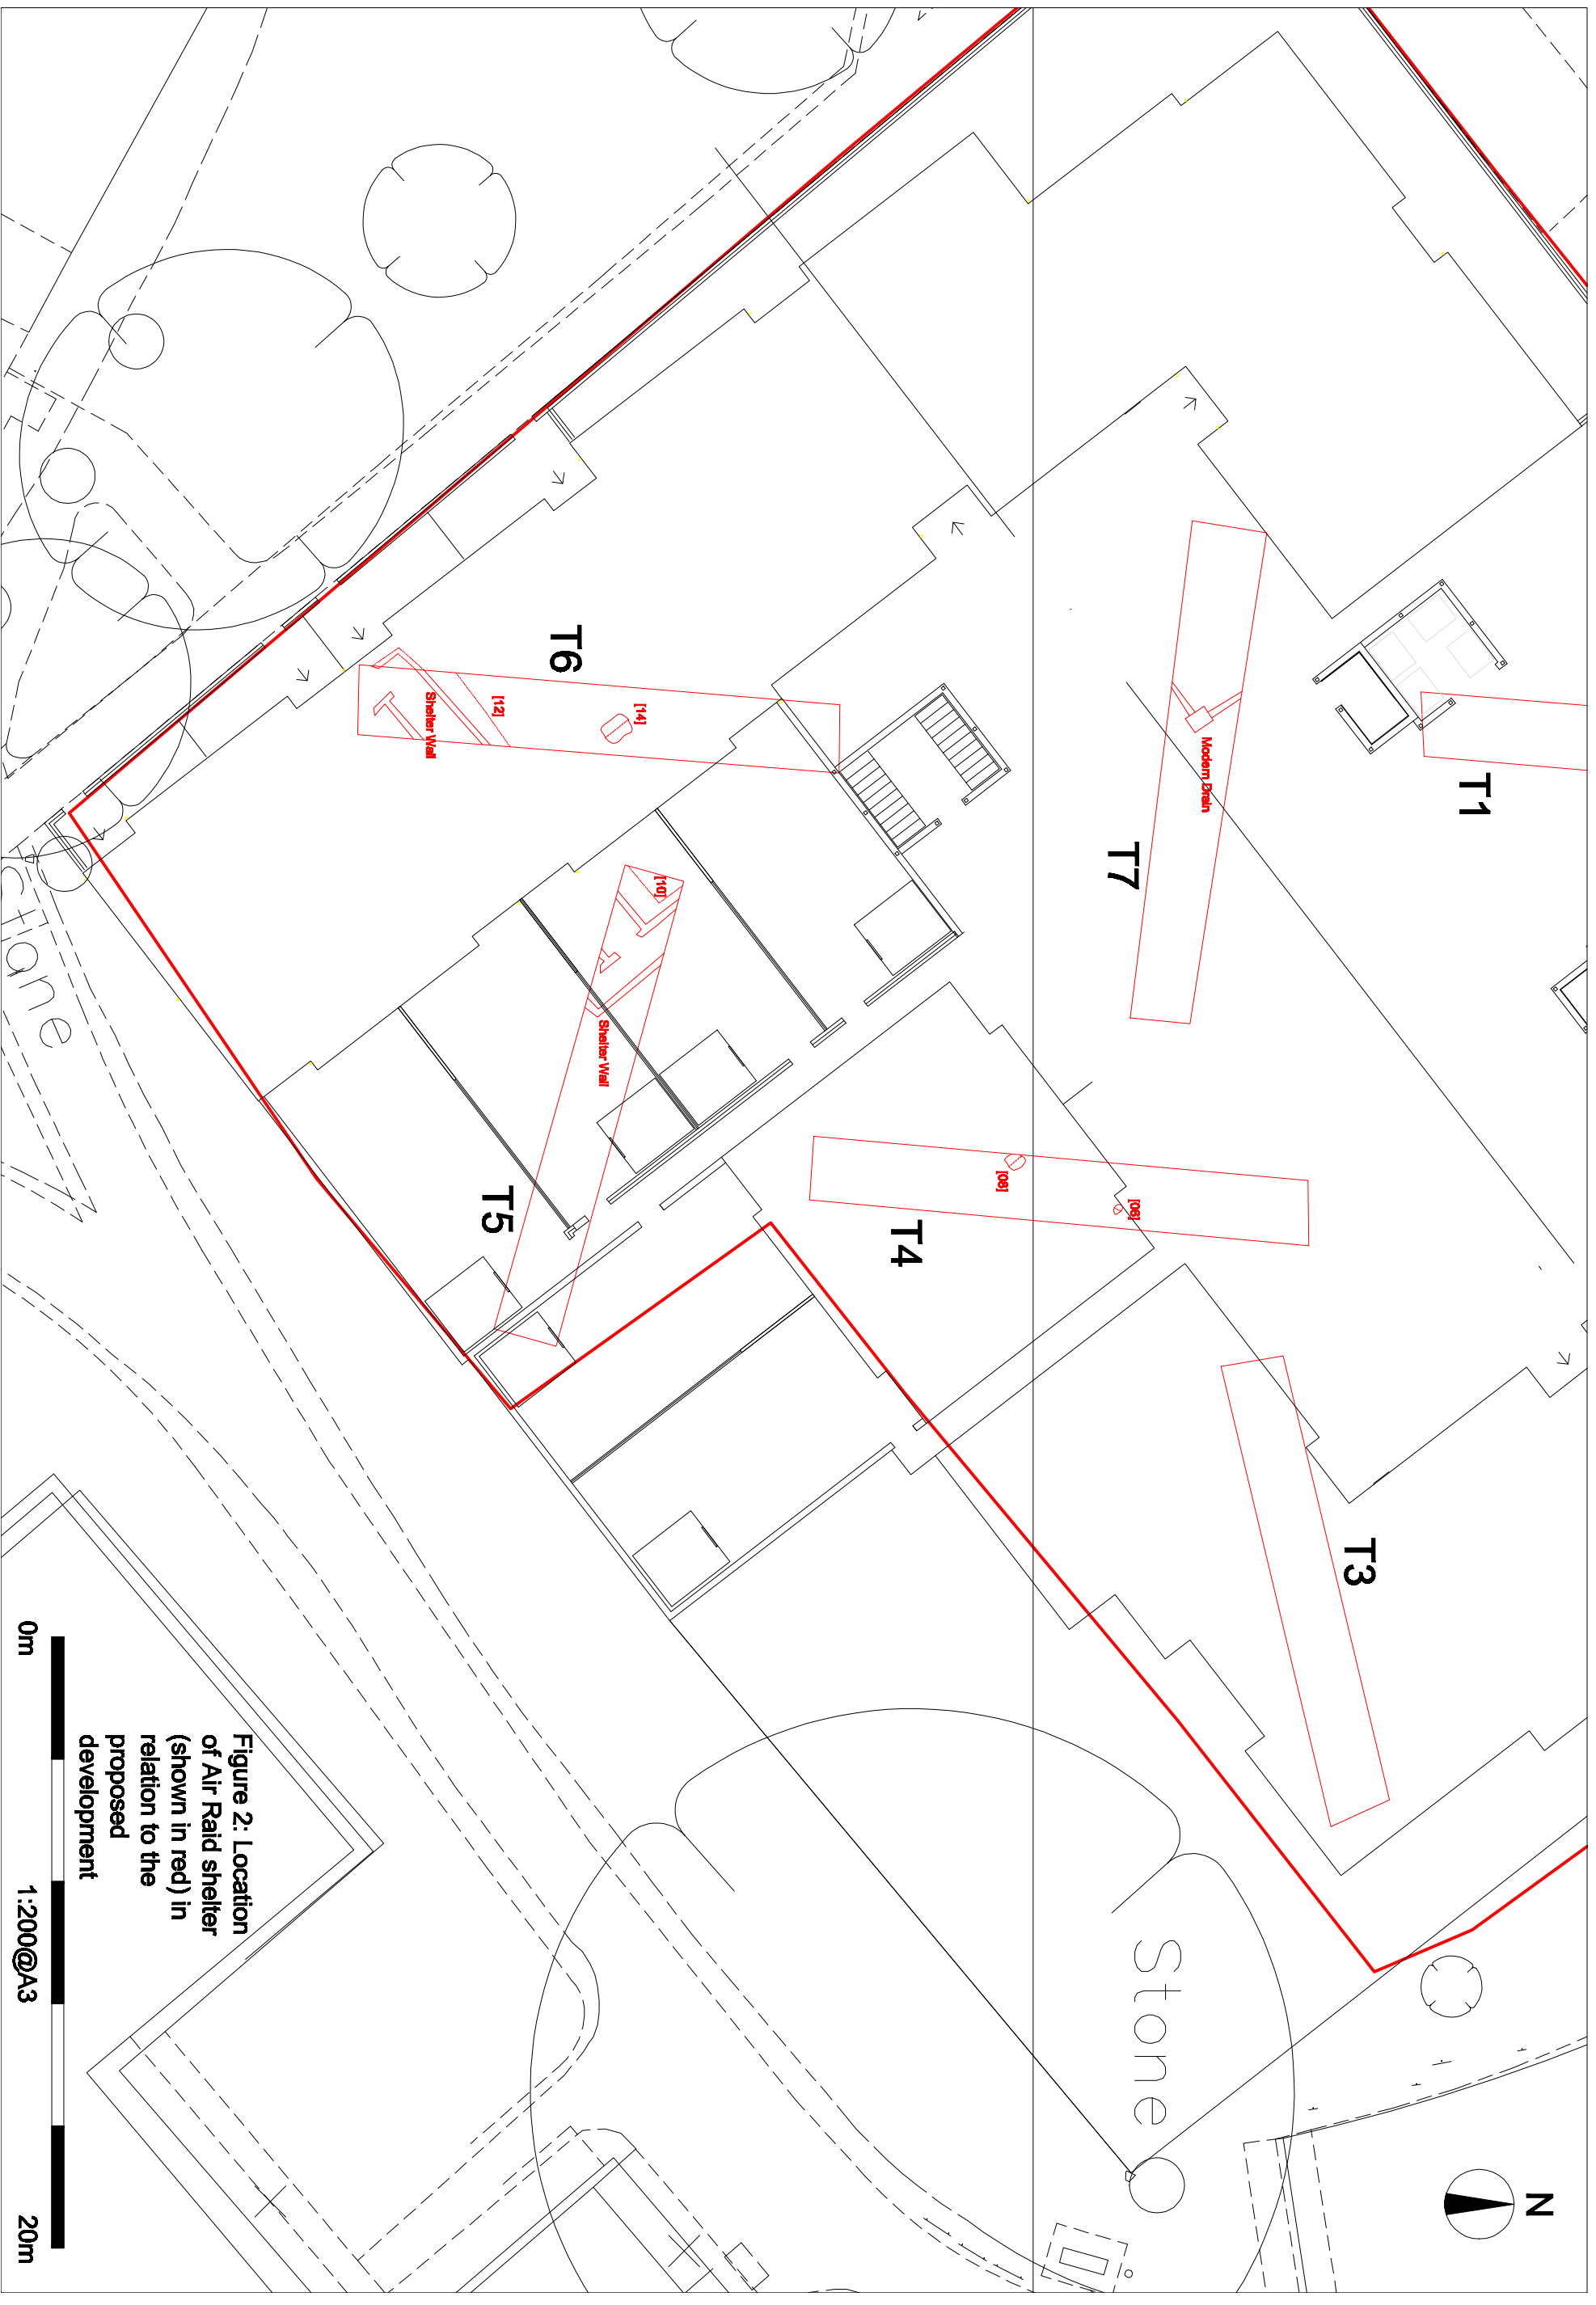 N
T1
Modern Drain
T7
T3
Stone
[06]
[08]
T4
T6
[14]
[12]
Shelter Wall
[10]
Shelter Wall
T5
Figure 2: Location
of Air Raid shelter
(shown in red) in
relation to the
proposed
development
0m
1:200@A3
20m